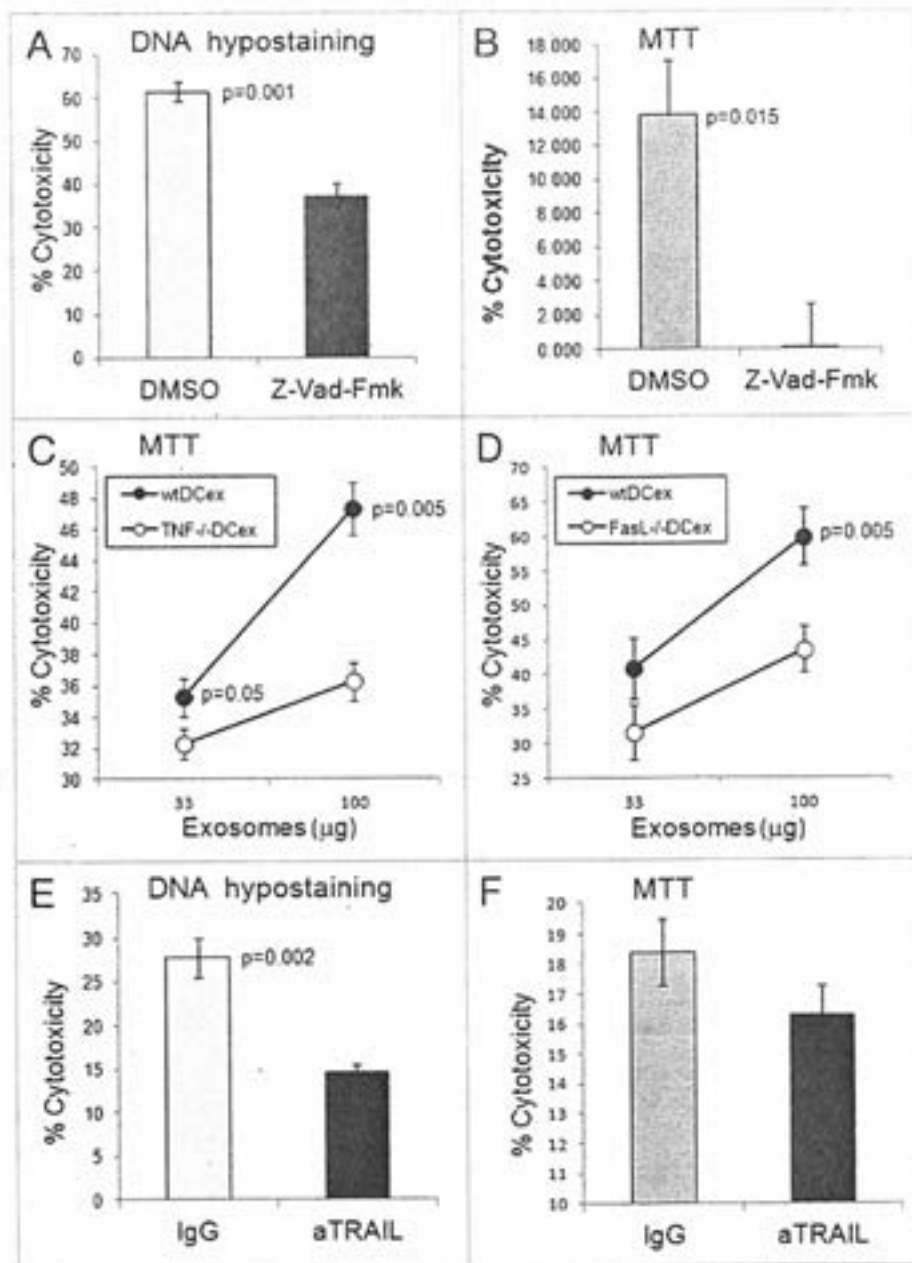 A DNA hypostaining
% Cytotoxicity
70
60
50
40
30
20
10
0
p=0.001
DMSO Z-Vad-Fmk
B MTT
% Cytotoxicity
18.000
16.000
14.000
12.000
10.000
8.000
6.000
4.000
2.000
0.000
p=0.015
DMSO Z-Vad-Fmk
C MTT
% Cytotoxicity
50
48
46
44
42
40
38
36
34
32
30
wtDCex
TNF-/-DCex
p=0.005
p=0.05
33 100
Exosomes (µg)
D MTT
% Cytotoxicity
70
65
60
55
50
45
40
35
30
25
wtDCex
FasL-/-DCex
p=0.005
33 100
Exosomes (µg)
E DNA hypostaining
% Cytotoxicity
35
30
25
20
15
10
5
0
p=0.002
IgG aTRAIL
F MTT
% Cytotoxicity
20
19
18
17
16
15
14
13
12
11
10
IgG aTRAIL